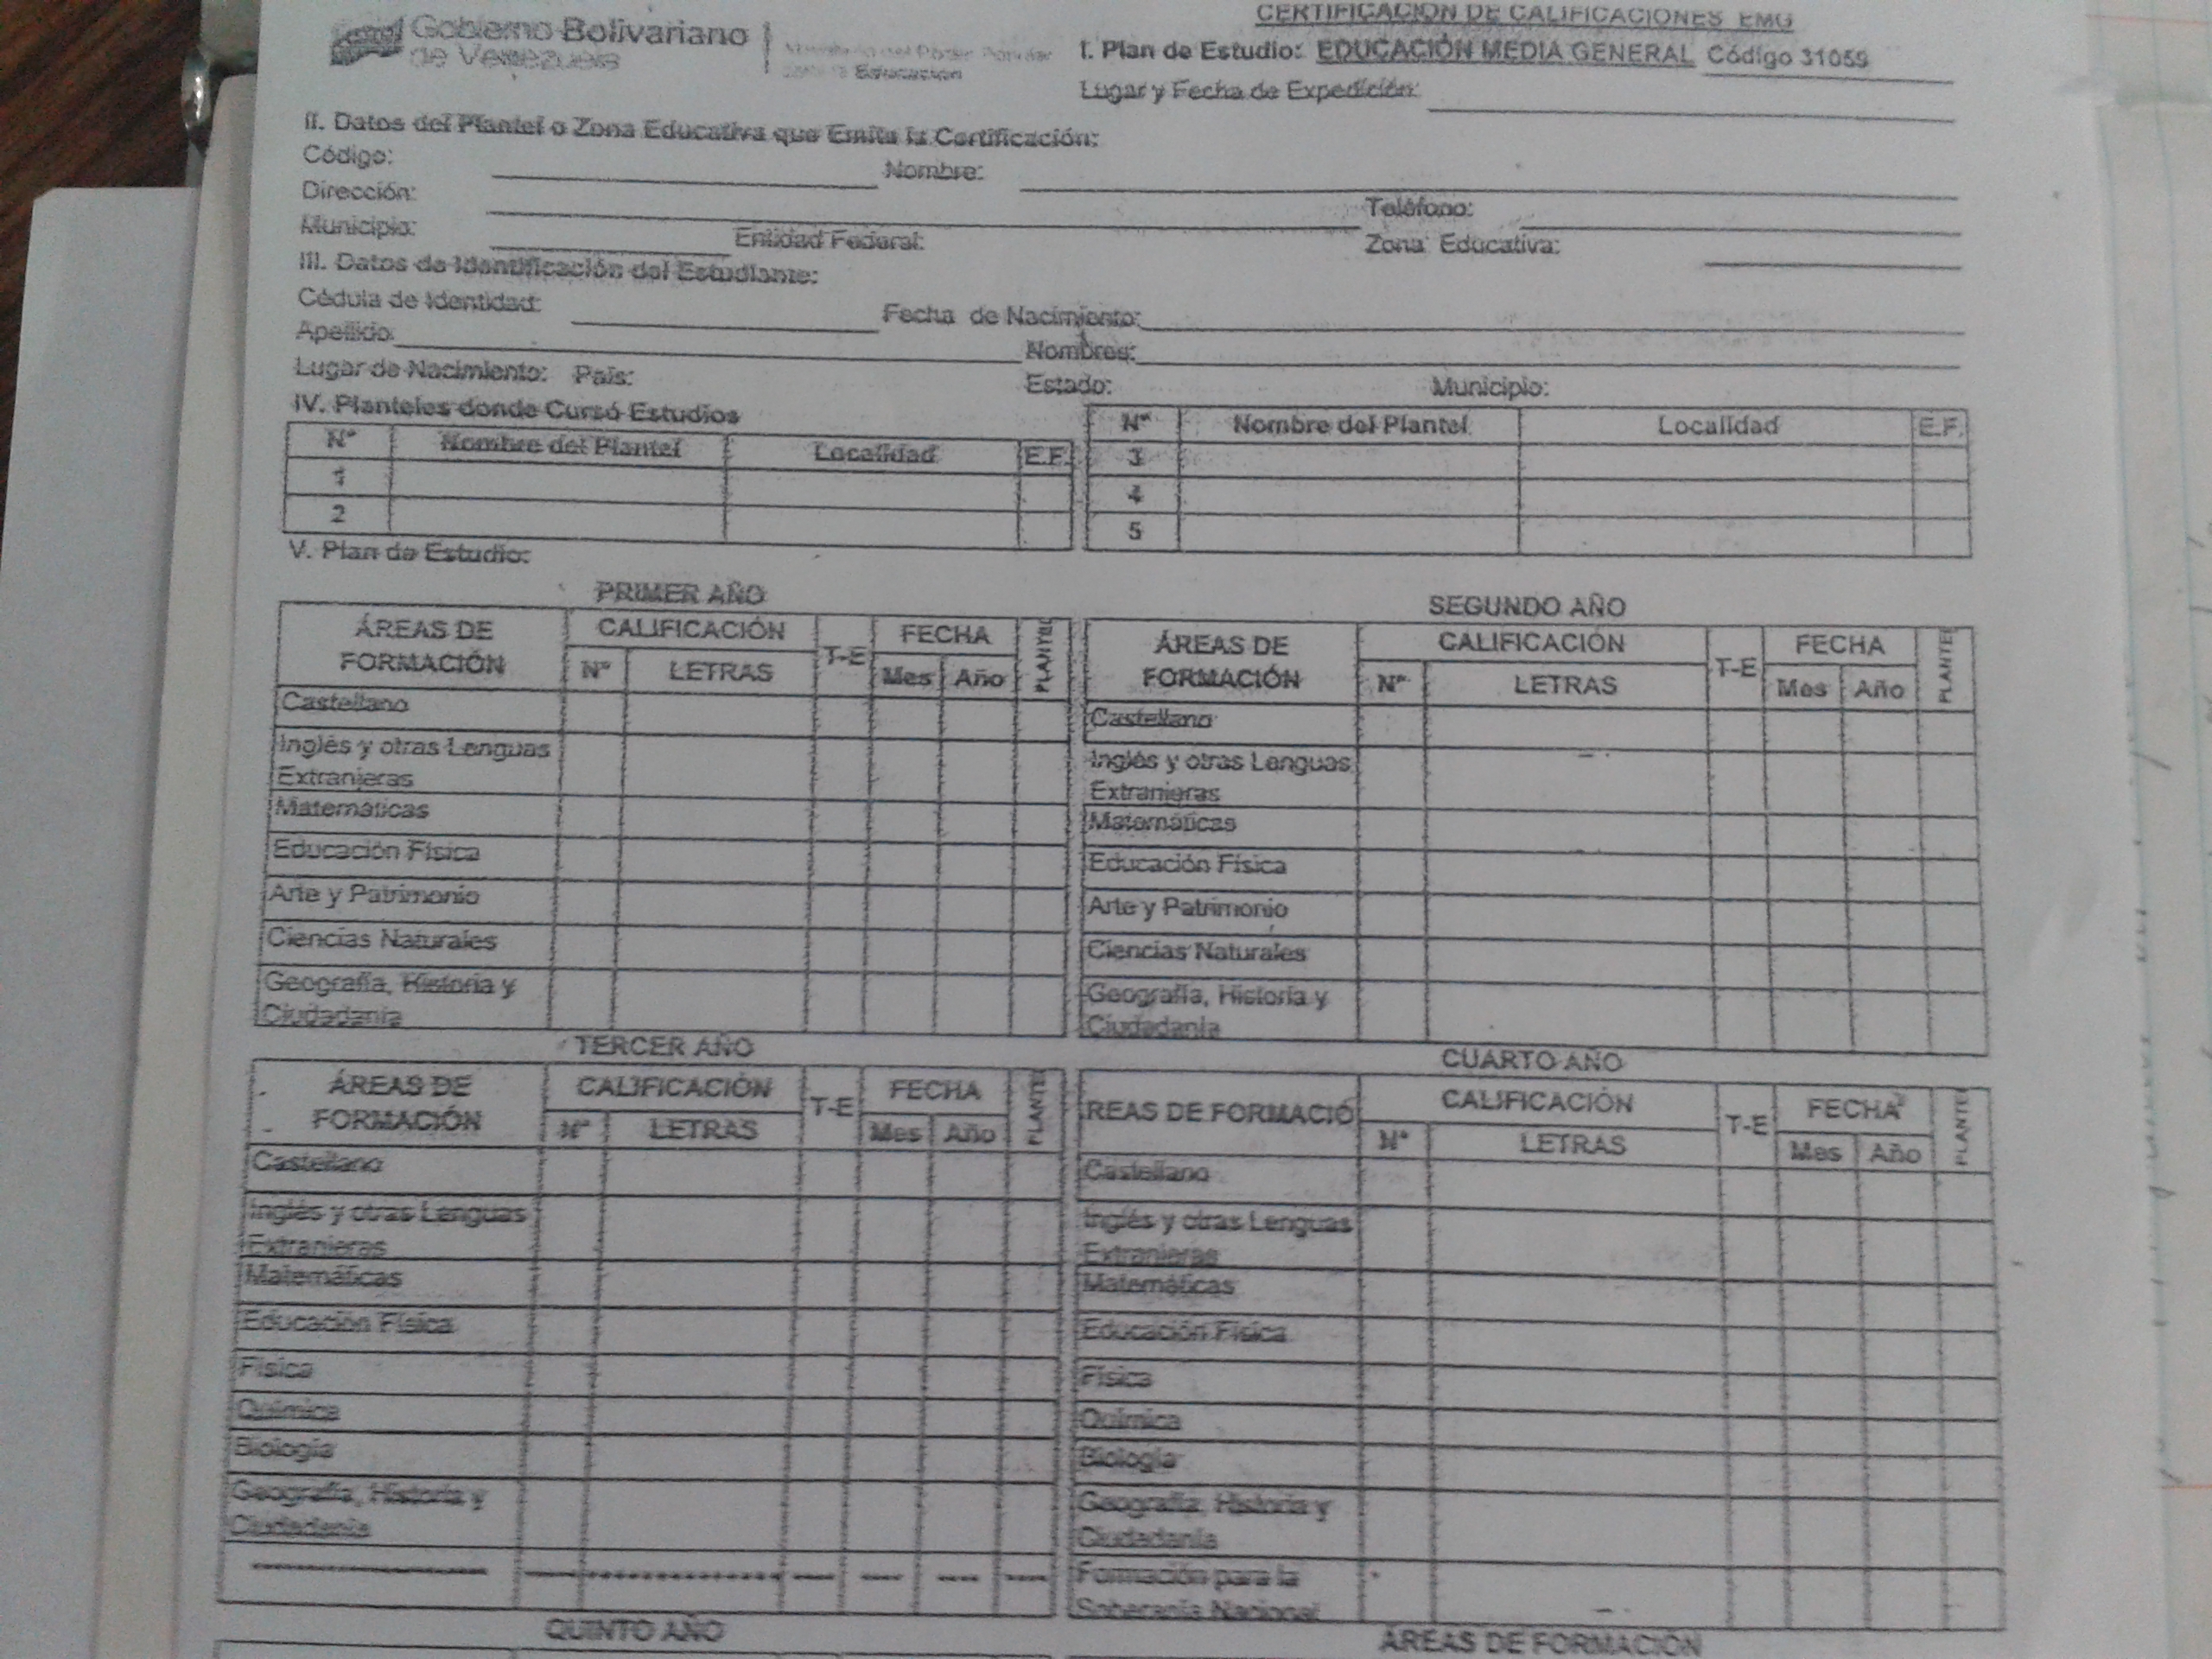 Gobierno Bolivariano
de Venezuela
Ministerio del Poder Popular
para la Educación
CERTIFICACIÓN DE CALIFICACIONES EMG
I. Plan de Estudio: EDUCACIÓN MEDIA GENERAL Código 31059
Lugar y Fecha de Expedición:
II. Datos del Plantel o Zona Educativa que Emite la Certificación:
Código: Nombre:
Dirección: Teléfono:
Municipio: Entidad Federal: Zona Educativa:
III. Datos de Identificación del Estudiante:
Cédula de Identidad: Fecha de Nacimiento:
Apellido: Nombres:
Lugar de Nacimiento: País: Estado: Municipio:
IV. Planteles donde Cursó Estudios
N° Nombre del Plantel Localidad E.F.
1
2
N° Nombre del Plantel Localidad E.F.
3
4
5
V. Plan de Estudio:
PRIMER AÑO
ÁREAS DE FORMACIÓN CALIFICACIÓN T-E FECHA PLANTEL
N° LETRAS Mes Año
Castellano
Inglés y otras Lenguas
Extranjeras
Matemáticas
Educación Física
Arte y Patrimonio
Ciencias Naturales
Geografía, Historia y
Ciudadanía
SEGUNDO AÑO
ÁREAS DE FORMACIÓN CALIFICACIÓN T-E FECHA PLANTEL
N° LETRAS Mes Año
Castellano
Inglés y otras Lenguas
Extranjeras
Matemáticas
Educación Física
Arte y Patrimonio
Ciencias Naturales
Geografía, Historia y
Ciudadanía
TERCER AÑO
ÁREAS DE FORMACIÓN CALIFICACIÓN T-E FECHA PLANTEL
N° LETRAS Mes Año
Castellano
Inglés y otras Lenguas
Extranjeras
Matemáticas
Educación Física
Física
Química
Biología
Geografía, Historia y
Ciudadanía
CUARTO AÑO
REAS DE FORMACIÓ CALIFICACIÓN T-E FECHA PLANTEL
N° LETRAS Mes Año
Castellano
Inglés y otras Lenguas
Extranjeras
Matemáticas
Educación Física
Física
Química
Biología
Geografía, Historia y
Ciudadanía
Formación para la
Soberanía Nacional
QUINTO AÑO
ÁREAS DE FORMACIÓN